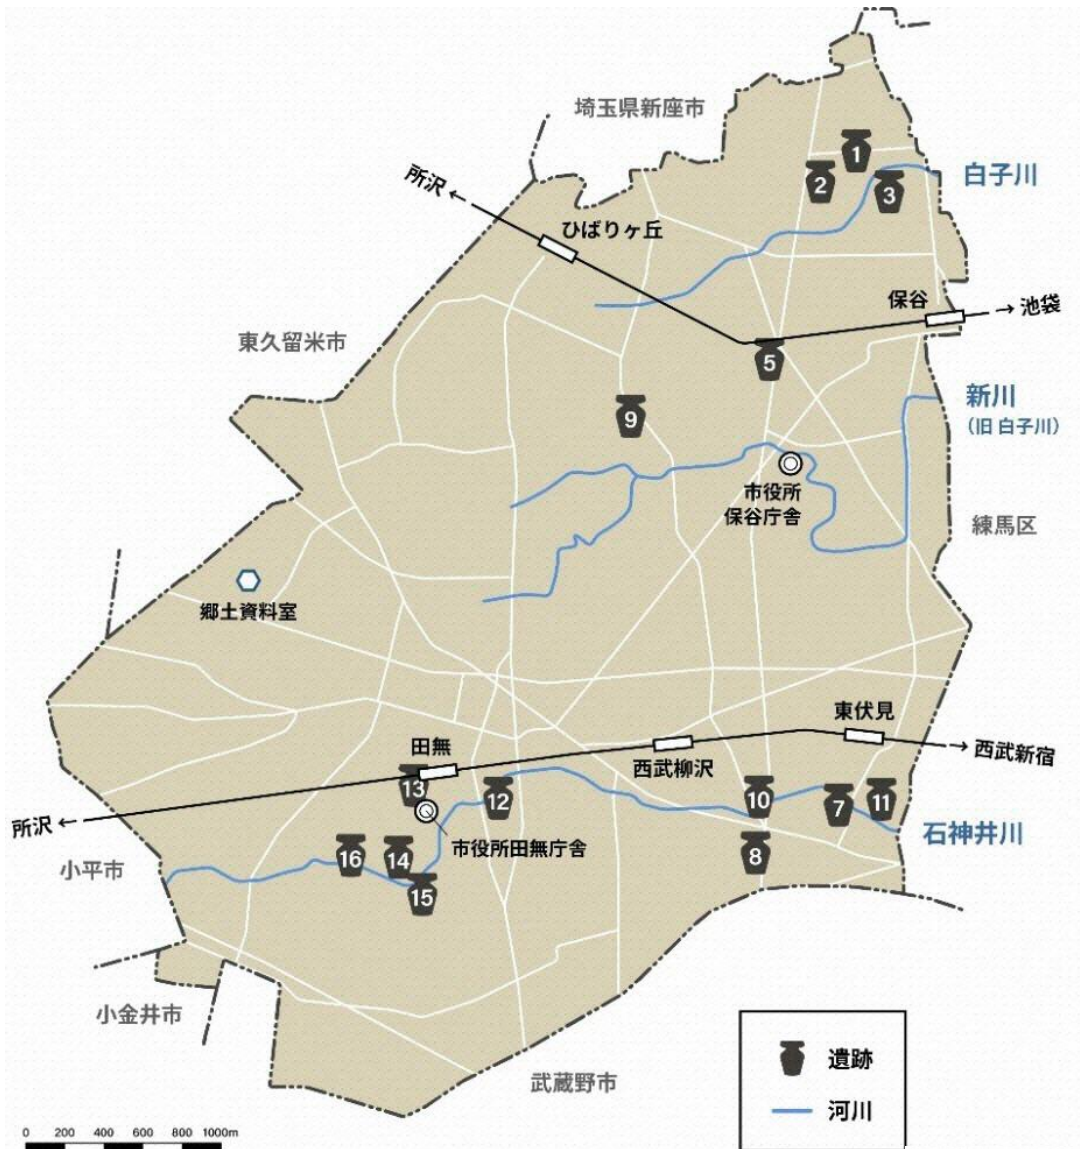 埼玉県新座市
1
2
3
白子川
所沢←
ひばりヶ丘
保谷
→池袋
東久留米市
5
新川
(旧 白子川)
9
市役所
保谷庁舎
練馬区
郷土資料室
東伏見
田無
西武柳沢
→西武新宿
13
12
10
7
11
所沢←
市役所田無庁舎
石神井川
小平市
16
14
8
15
小金井市
武蔵野市
遺跡
河川
0 200 400 600 800 1000m